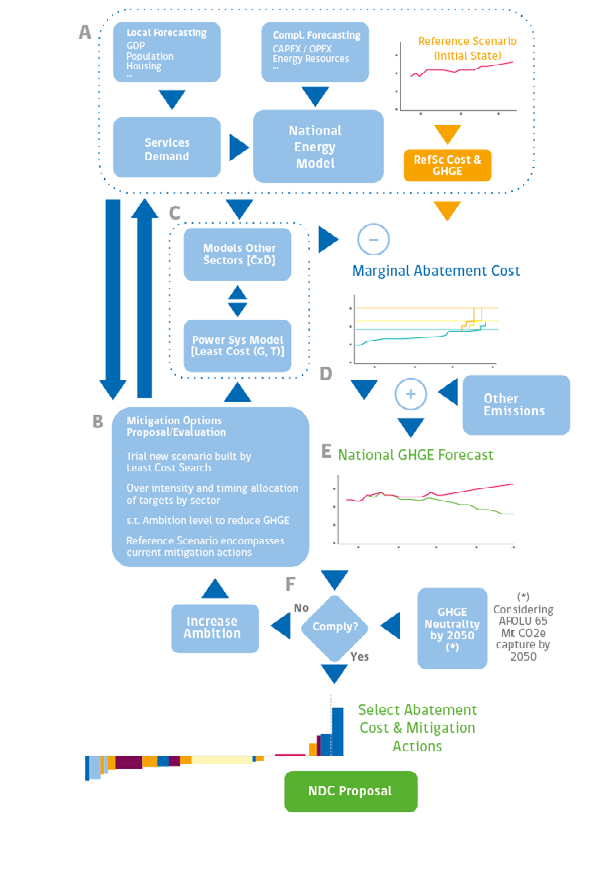 A
Local Forecasting
GDP
Population
Housing
...
Compl. Forecasting
CAPEX / OPEX
Energy Resources
...
Reference Scenario
(Initial State)
Services
Demand
National
Energy
Model
RefSc Cost &
GHGE
C
Models Other
Sectors [CxD]
−
Marginal Abatement Cost
Power Sys Model
[Least Cost (G, T)]
D
+
Other
Emissions
B
Mitigation Options
Proposal/Evaluation
Trial new scenario built by
Least Cost Search
Over intensity and timing allocation
of targets by sector
s.t. Ambition level to reduce GHGE
Reference Scenario encompasses
current mitigation actions
E
National GHGE Forecast
F
No
Comply?
Yes
Increase
Ambition
GHGE
Neutrality
by 2050
(*)
(*)
Considering
AFOLU 65
Mt CO2e
capture by
2050
Select Abatement
Cost & Mitigation
Actions
NDC Proposal